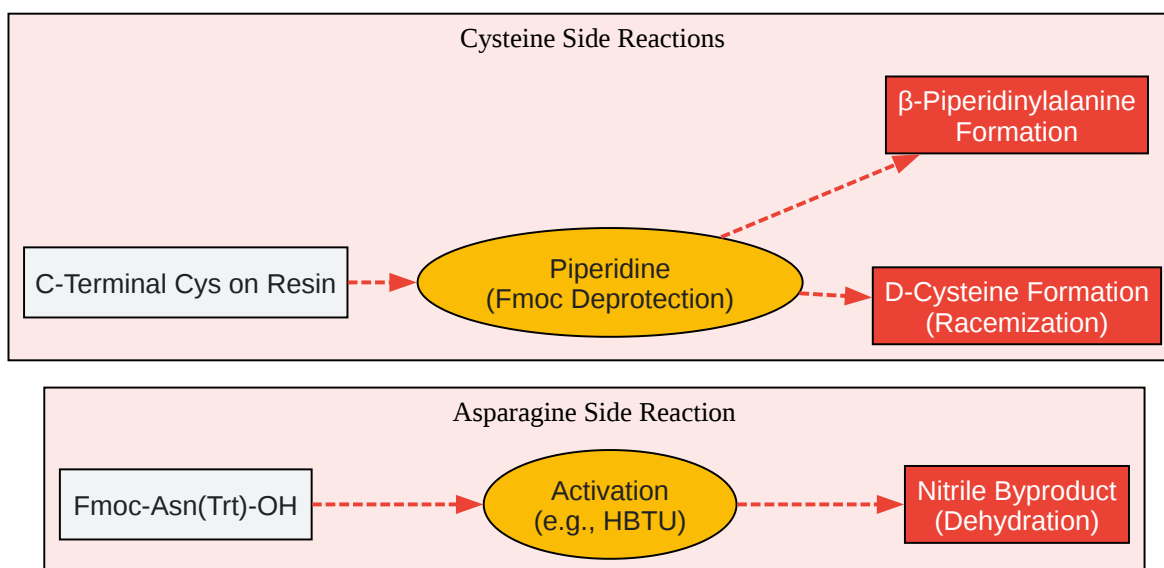 Cysteine Side Reactions
β-Piperidinylalanine
Formation
C-Terminal Cys on Resin
Piperidine
(Fmoc Deprotection)
D-Cysteine Formation
(Racemization)
Asparagine Side Reaction
Fmoc-Asn(Trt)-OH
Activation
(e.g., HBTU)
Nitrile Byproduct
(Dehydration)